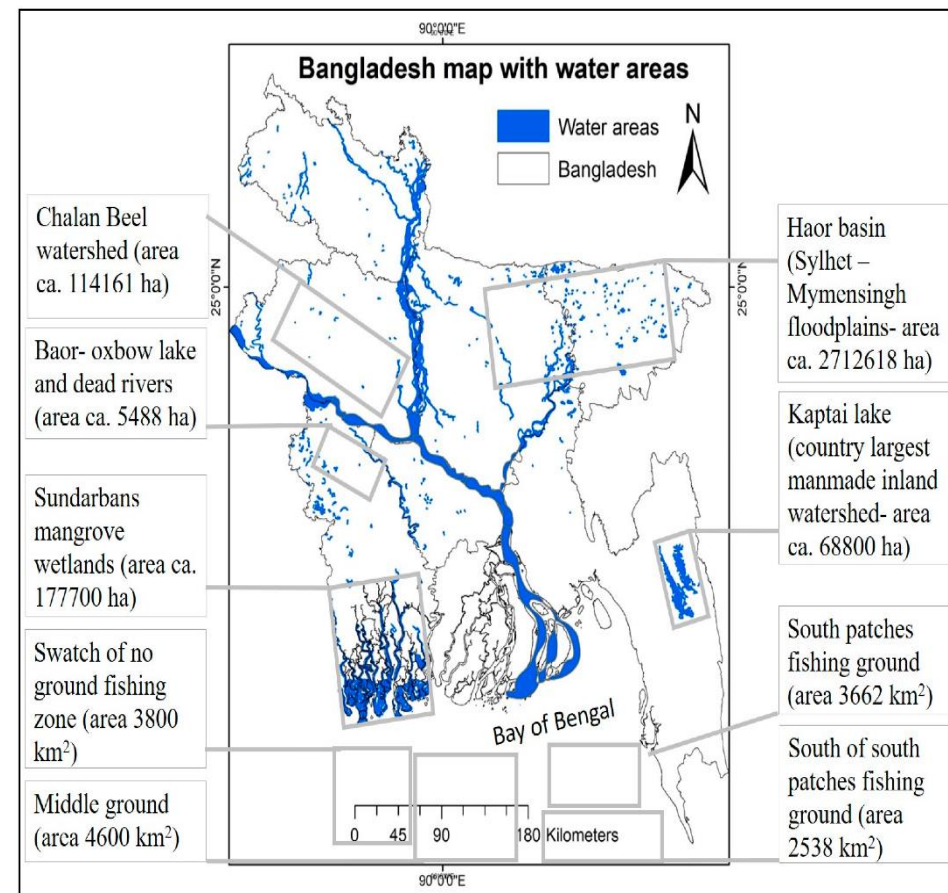 90°0'0"E
Bangladesh map with water areas
Water areas
Bangladesh
N
25°0'0"N
25°0'0"N
Chalan Beel
watershed (area
ca. 114161 ha)
Baor- oxbow lake
and dead rivers
(area ca. 5488 ha)
Sundarbans
mangrove
wetlands (area ca.
177700 ha)
Swatch of no
ground fishing
zone (area 3800
km²)
Middle ground
(area 4600 km²)
Haor basin
(Sylhet –
Mymensingh
floodplains- area
ca. 2712618 ha)
Kaptai lake
(country largest
manmade inland
watershed- area
ca. 68800 ha)
South patches
fishing ground
(area 3662 km²)
South of south
patches fishing
ground (area
2538 km²)
Bay of Bengal
0 45 90 180 Kilometers
90°0'0"E